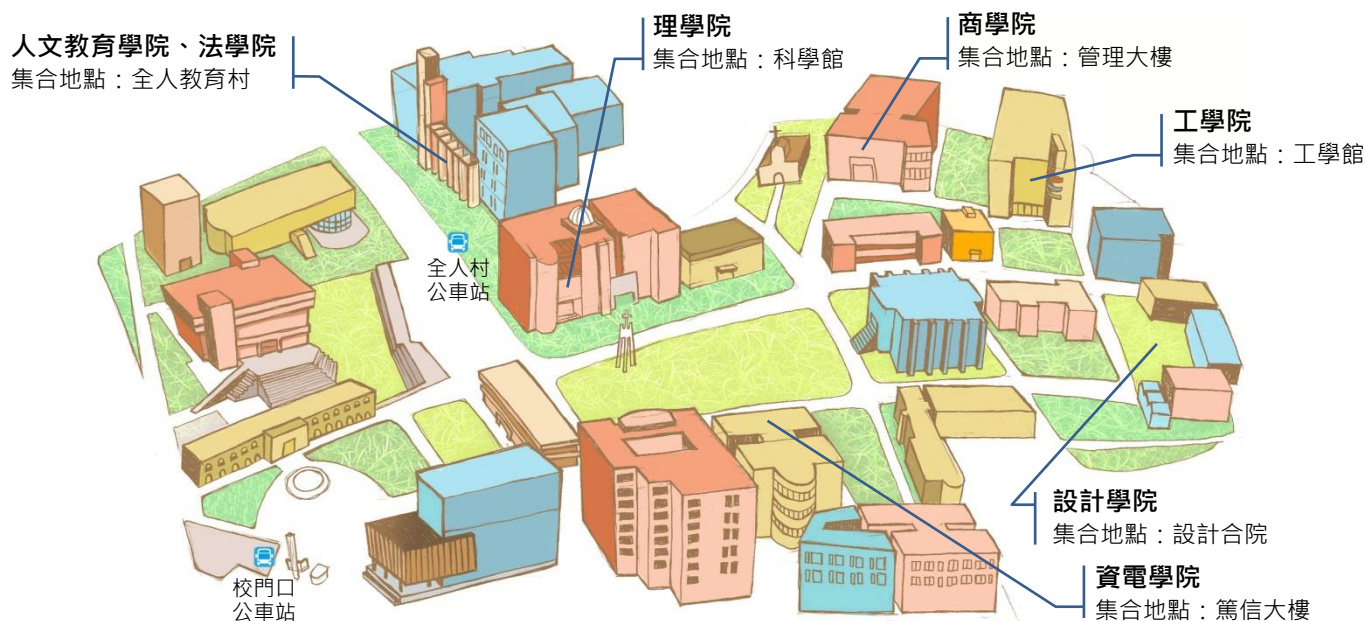 人文教育學院、法學院
集合地點：全人教育村
理學院
集合地點：科學館
商學院
集合地點：管理大樓
工學院
集合地點：工學館
全人村
公車站
設計學院
集合地點：設計合院
資電學院
集合地點：篤信大樓
校門口
公車站